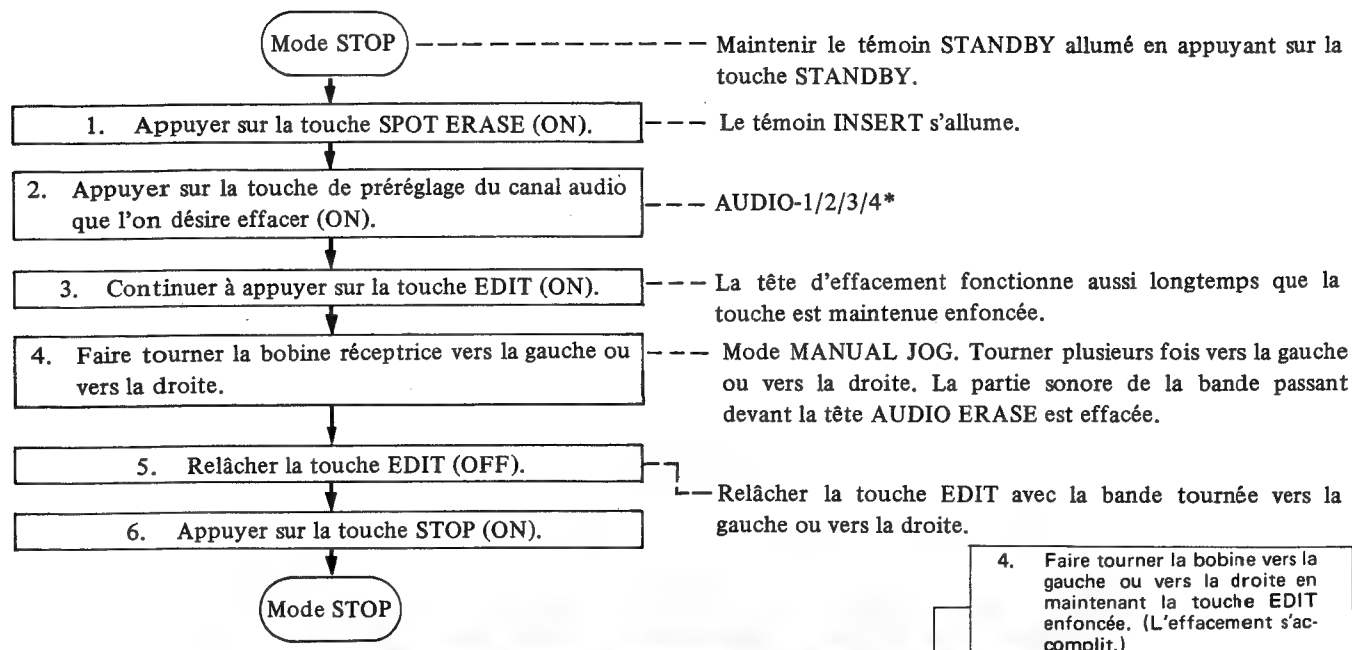 Mode STOP
Maintenir le témoin STANDBY allumé en appuyant sur la
touche STANDBY.
1. Appuyer sur la touche SPOT ERASE (ON).
Le témoin INSERT s'allume.
2. Appuyer sur la touche de préréglage du canal audio
que l'on désire effacer (ON).
AUDIO-1/2/3/4*
3. Continuer à appuyer sur la touche EDIT (ON).
La tête d'effacement fonctionne aussi longtemps que la
touche est maintenue enfoncée.
4. Faire tourner la bobine réceptrice vers la gauche ou
vers la droite.
Mode MANUAL JOG. Tourner plusieurs fois vers la gauche
ou vers la droite. La partie sonore de la bande passant
devant la tête AUDIO ERASE est effacée.
5. Relâcher la touche EDIT (OFF).
Relâcher la touche EDIT avec la bande tournée vers la
gauche ou vers la droite.
6. Appuyer sur la touche STOP (ON).
Mode STOP
4. Faire tourner la bobine vers la
gauche ou vers la droite en
maintenant la touche EDIT
enfoncée. (L'effacement s'ac-
complit.)